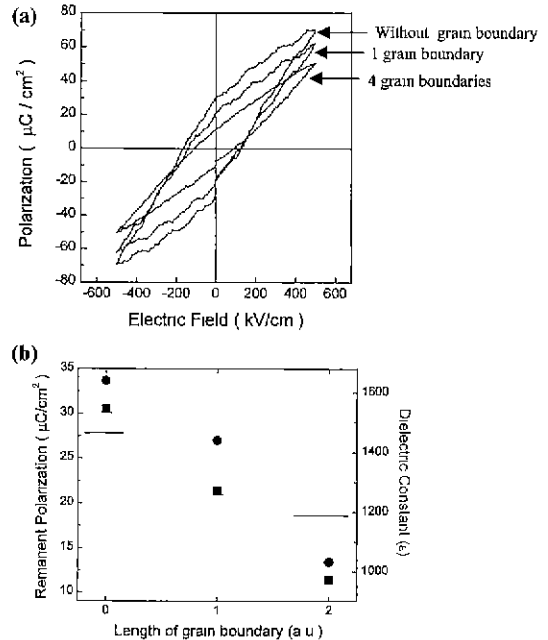 (a)
80
60
40
20
0
-20
-40
-60
-80
Polarization ( μC / cm²)
Without grain boundary
1 grain boundary
4 grain boundaries
-600 -400 -200 0 200 400 600
Electric Field ( kV/cm )
(b)
35
30
25
20
15
10
Remanent Polarization ( μC/cm²)
1600
1400
1200
1000
Dielectric Constant (ε)
0 1 2
Length of grain boundary (a u )